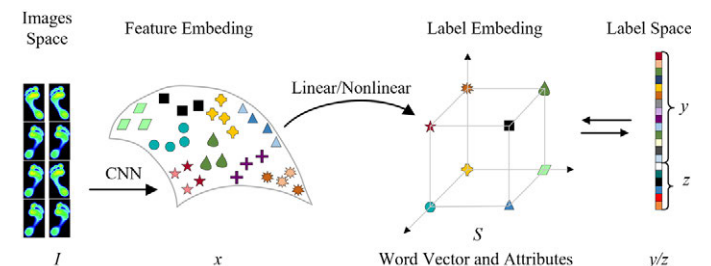 Images
Space
Feature Embeding
Label Embeding
Label Space
Linear/Nonlinear
CNN
y
z
S
I
x
Word Vector and Attributes
y/z